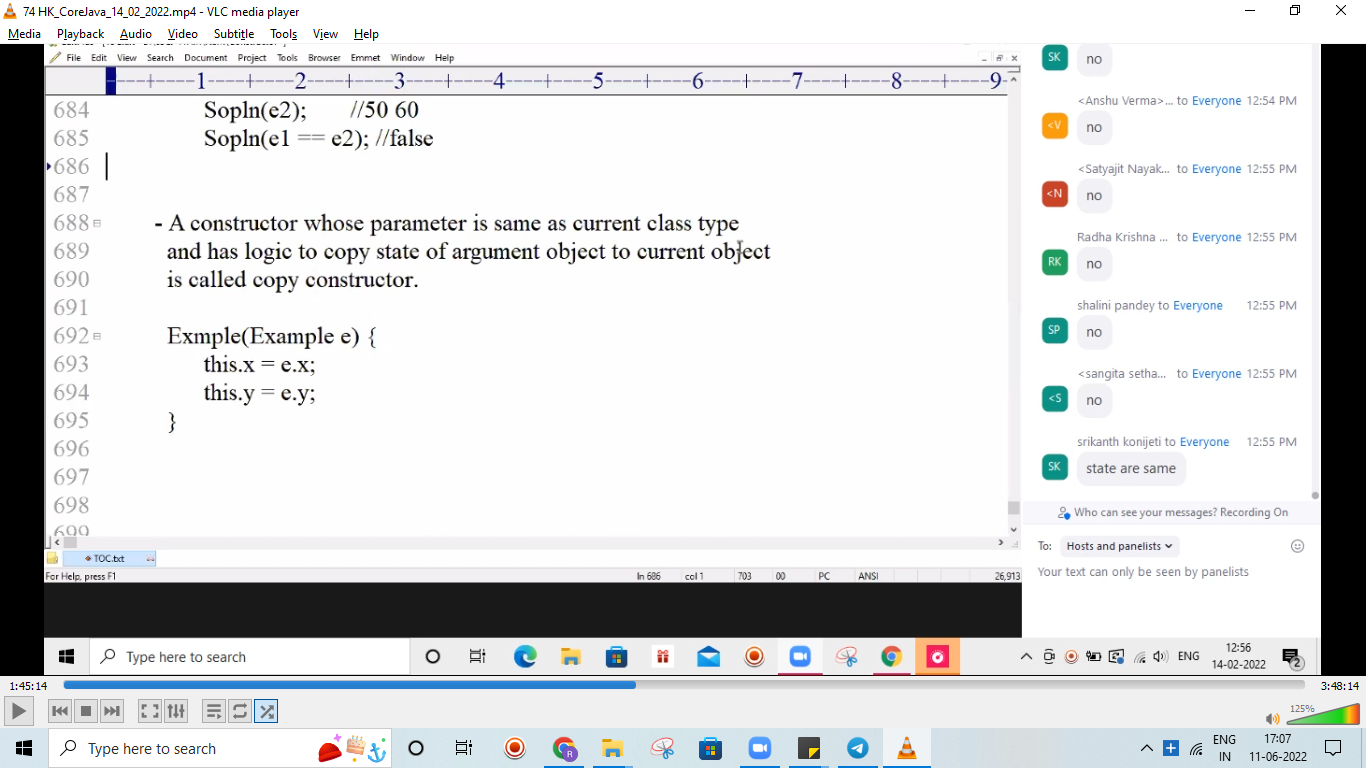 74 HK_CoreJava_14_02_2022.mp4 - VLC media player
Media Playback Audio Video Subtitle Tools View Help
File Edit View Search Document Project Tools Browser Emmet Window Help
1 2 3 4 5 6 7 8 9
684 Sopln(e2); //50 60
685 Sopln(e1 == e2); //false
686
687
688 - A constructor whose parameter is same as current class type
689 and has logic to copy state of argument object to current object
690 is called copy constructor.
691
692 Exmple(Example e) {
693 this.x = e.x;
694 this.y = e.y;
695 }
696
697
698
699
TOC.txt
For Help, press F1 ln 686 col 1 703 00 PC ANSI 26,913
SK no
<Anshu Verma>... to Everyone 12:54 PM
<V no
<Satyajit Nayak... to Everyone 12:55 PM
<N no
Radha Krishna ... to Everyone 12:55 PM
RK no
shalini pandey to Everyone 12:55 PM
SP no
<sangita setha... to Everyone 12:55 PM
<S no
srikanth konijeti to Everyone 12:55 PM
SK state are same
Who can see your messages? Recording On
To: Hosts and panelists
Your text can only be seen by panelists
Type here to search
ENG
12:56
14-02-2022
2
1:45:14 3:48:14
125%
Type here to search
R
ENG
IN
17:07
11-06-2022